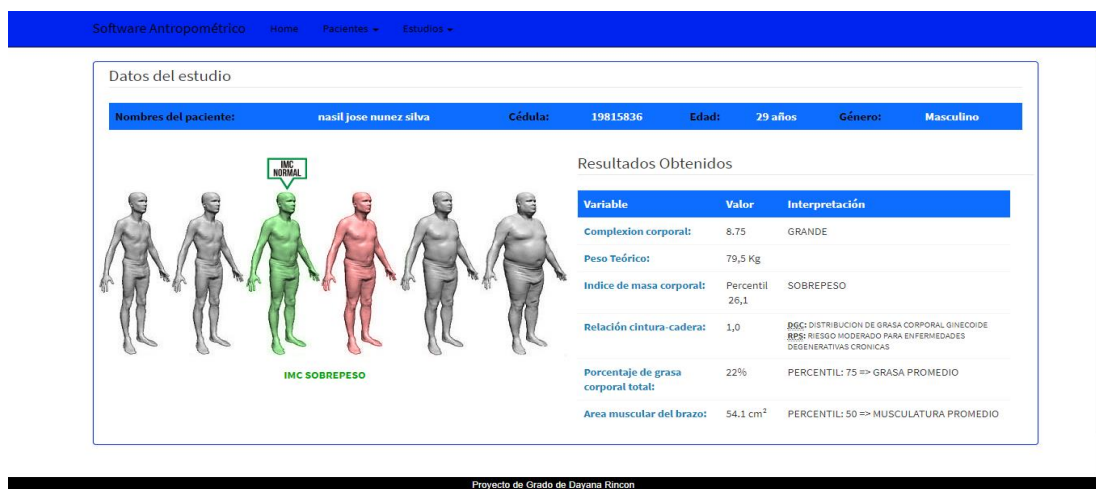 Software Antropométrico Home Pacientes Estudios
Datos del estudio
Nombres del paciente: nasil jose nunez silva Cédula: 19815836 Edad: 29 años Género: Masculino
IMC
NORMAL
IMC SOBREPESO
Resultados Obtenidos
Variable Valor Interpretación
Complexion corporal: 8.75 GRANDE
Peso Teórico: 79,5 Kg
Indice de masa corporal: Percentil SOBREPESO
26,1
Relación cintura-cadera: 1,0 DGC: DISTRIBUCION DE GRASA CORPORAL GINECOIDE
RPS: RIESGO MODERADO PARA ENFERMEDADES
DEGENERATIVAS CRONICAS
Porcentaje de grasa 22% PERCENTIL: 75 => GRASA PROMEDIO
corporal total:
Area muscular del brazo: 54.1 cm² PERCENTIL: 50 => MUSCULATURA PROMEDIO
Proyecto de Grado de Dayana Rincon